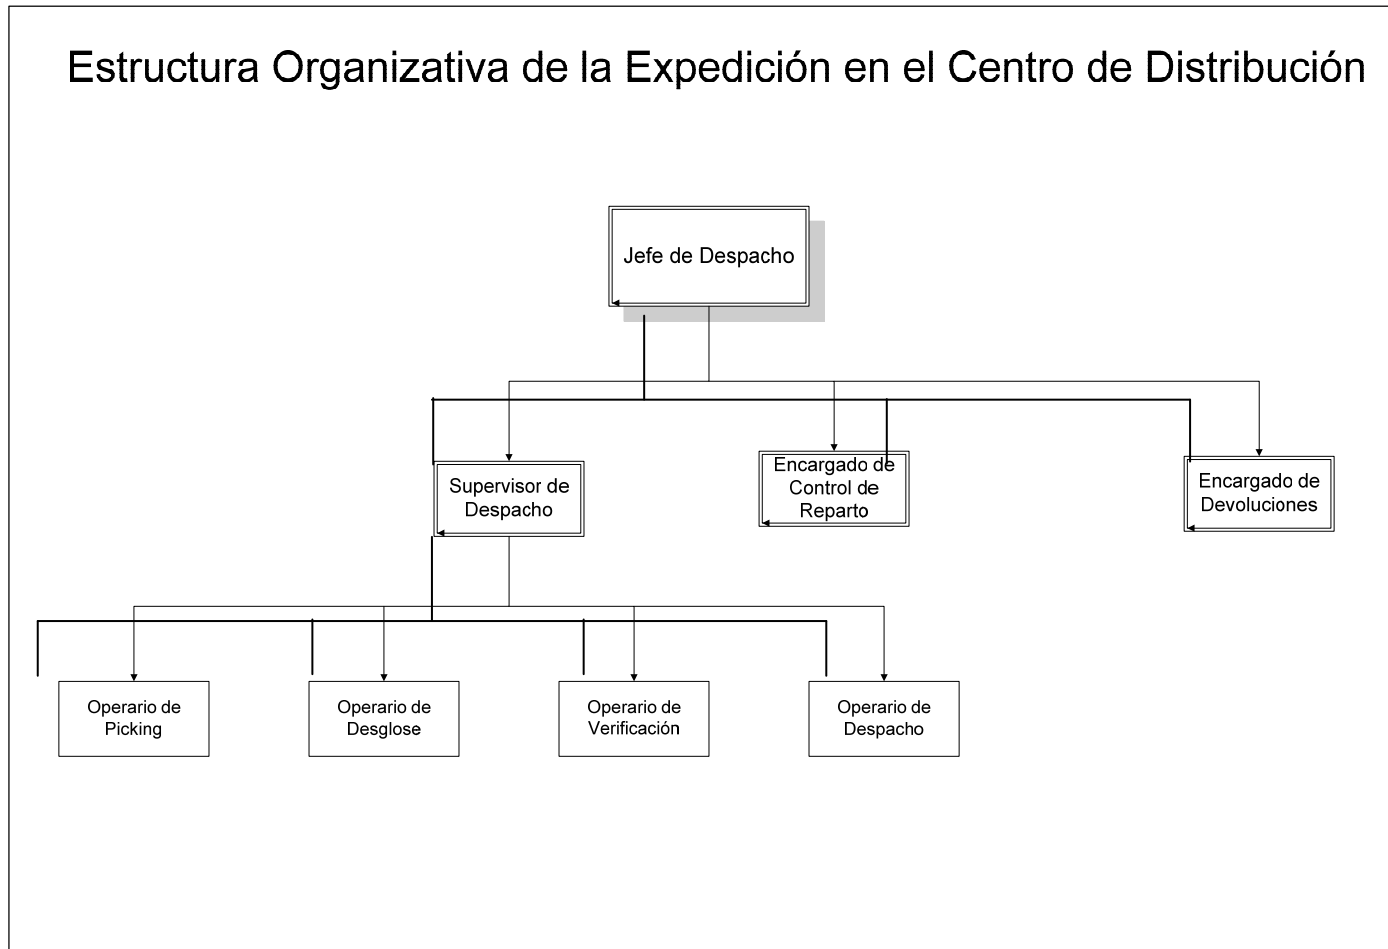 Estructura Organizativa de la Expedición en el Centro de Distribución
Jefe de Despacho
Supervisor de
Despacho
Encargado de
Control de
Reparto
Encargado de
Devoluciones
Operario de
Picking
Operario de
Desglose
Operario de
Verificación
Operario de
Despacho